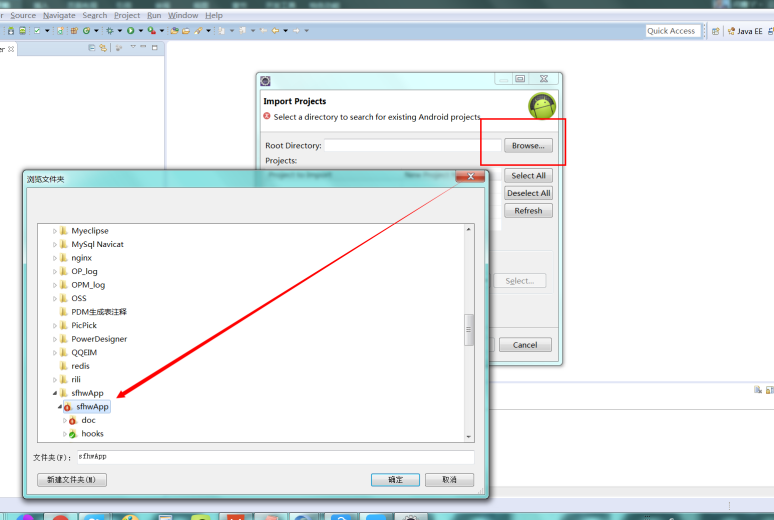 Source Navigate Search Project Run Window Help
Quick Access
Java EE
Import Projects
Select a directory to search for existing Android projects
Root Directory:
Browse...
Projects:
Project to Import
Select All
Deselect All
Refresh
Select...
Cancel
浏览文件夹
Myeclipse
MySql Navicat
nginx
OP_log
OPM_log
OSS
PDM生成表注释
PicPick
PowerDesigner
QQEIM
redis
rili
sfhwApp
sfhwApp
doc
hooks
文件夹(F): sfhwApp
新建文件夹(N)
确定
取消